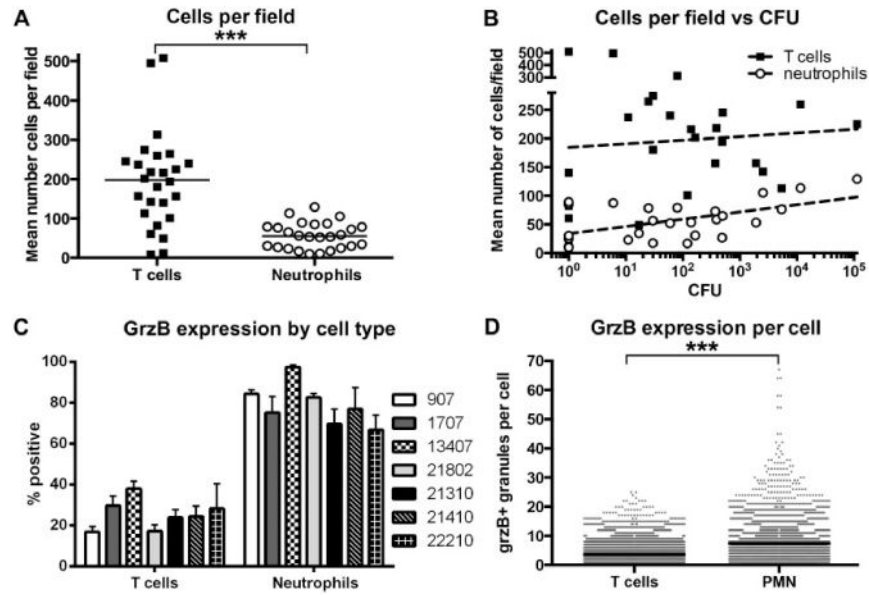 A
Cells per field
***
Mean number cells per field
500
400
300
200
100
0
T cells
Neutrophils
B
Cells per field vs CFU
Mean number of cells/field
500
400
300
250
200
150
100
50
0
T cells
neutrophils
10^0
10^1
10^2
10^3
10^4
10^5
CFU
C
GrzB expression by cell type
% positive
100
80
60
40
20
0
T cells
Neutrophils
907
1707
13407
21802
21310
21410
22210
D
GrzB expression per cell
***
grzB+ granules per cell
70
60
50
40
30
20
10
0
T cells
PMN